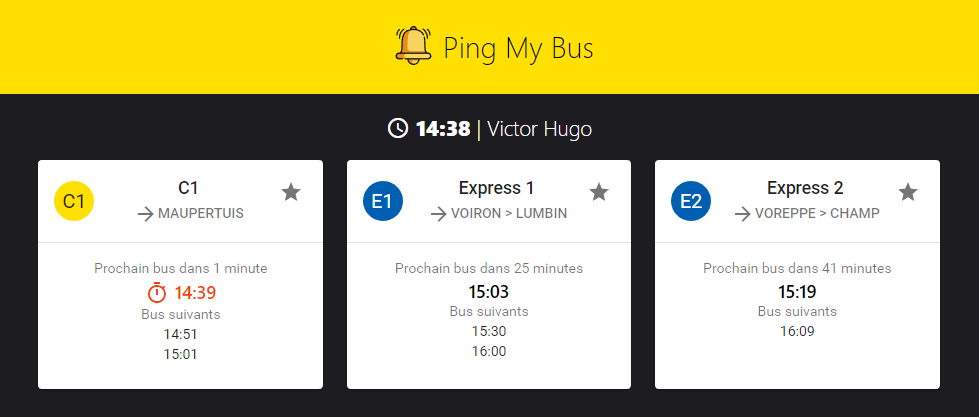 Ping My Bus
14:38 | Victor Hugo
C1
C1
MAUPERTUIS
Prochain bus dans 1 minute
14:39
Bus suivants
14:51
15:01
E1
Express 1
VOIRON > LUMBIN
Prochain bus dans 25 minutes
15:03
Bus suivants
15:30
16:00
E2
Express 2
VOREPPE > CHAMP
Prochain bus dans 41 minutes
15:19
Bus suivants
16:09